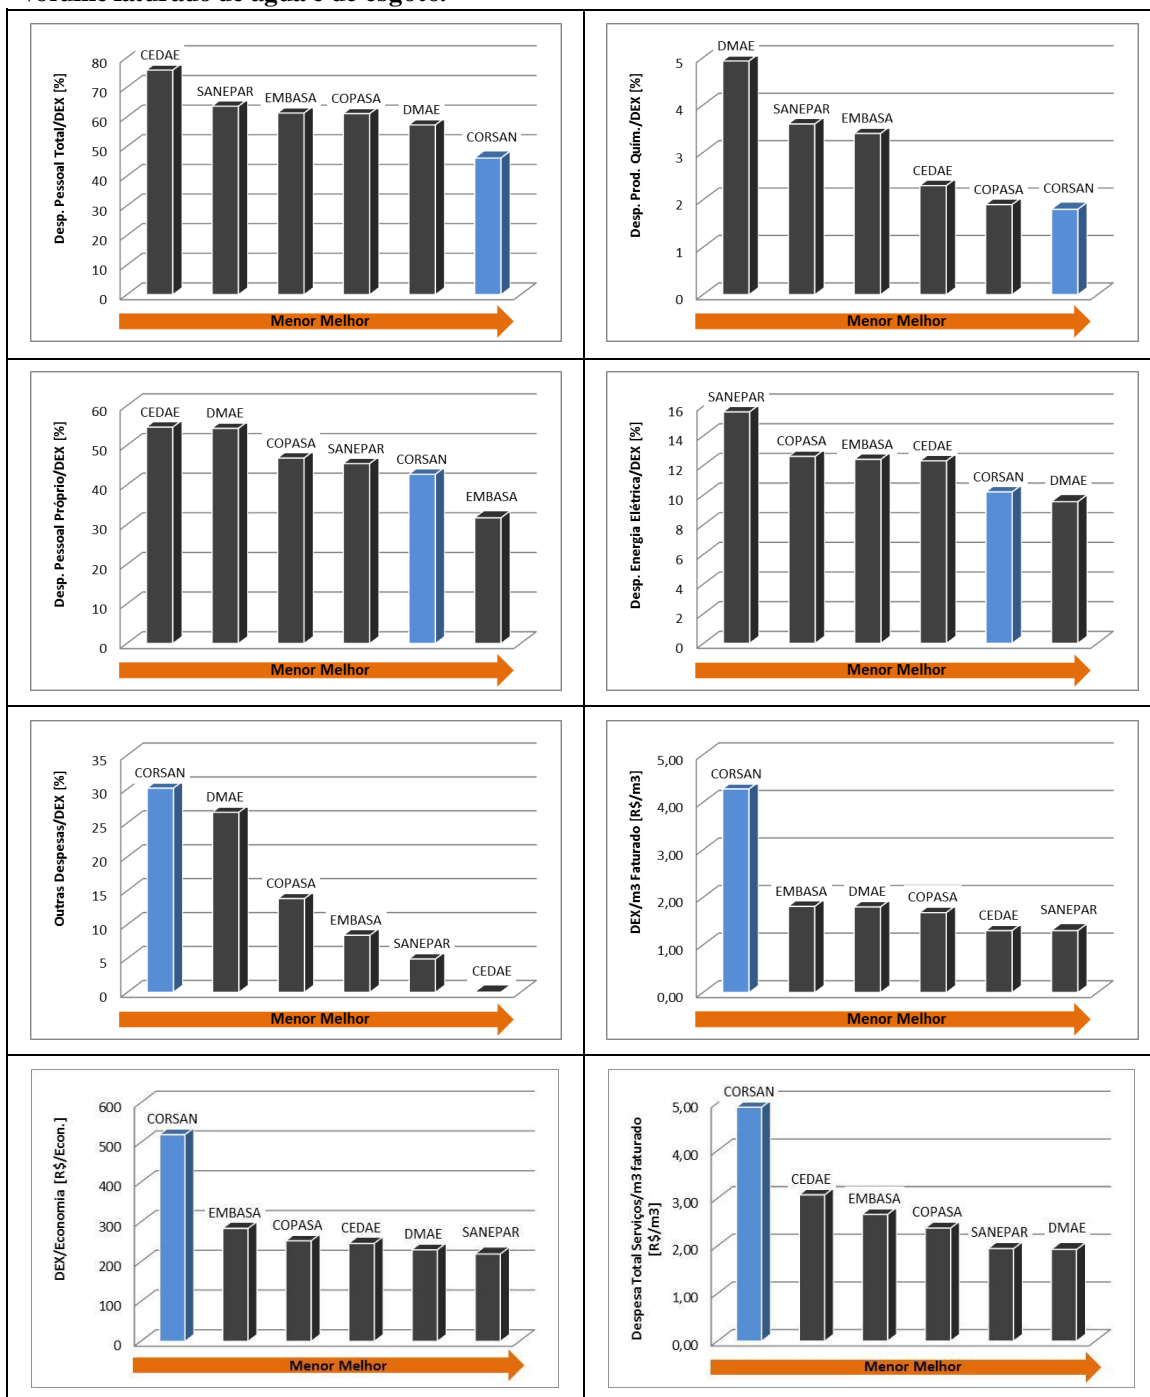 volume faturado de água e de esgoto.
Desp. Pessoal Total/DEX [%]
80
70
60
50
40
30
20
10
0
CEDAE
SANEPAR
EMBASA
COPASA
DMAE
CORSAN
Menor Melhor
Desp. Prod. Quím./DEX [%]
5
4
3
2
1
0
DMAE
SANEPAR
EMBASA
CEDAE
COPASA
CORSAN
Menor Melhor
Desp. Pessoal Próprio/DEX [%]
60
50
40
30
20
10
0
CEDAE
DMAE
COPASA
SANEPAR
CORSAN
EMBASA
Menor Melhor
Desp. Energia Elétrica/DEX [%]
16
14
12
10
8
6
4
2
0
SANEPAR
COPASA
EMBASA
CEDAE
CORSAN
DMAE
Menor Melhor
Outras Despesas/DEX [%]
35
30
25
20
15
10
5
0
CORSAN
DMAE
COPASA
EMBASA
SANEPAR
CEDAE
Menor Melhor
DEX/m3 Faturado [R$/m3]
5,00
4,00
3,00
2,00
1,00
0,00
CORSAN
EMBASA
DMAE
COPASA
CEDAE
SANEPAR
Menor Melhor
DEX/Economia [R$/Econ.]
600
500
400
300
200
100
0
CORSAN
EMBASA
COPASA
CEDAE
DMAE
SANEPAR
Menor Melhor
Despesa Total Serviços/m3 faturado
[R$/m3]
5,00
4,00
3,00
2,00
1,00
0,00
CORSAN
CEDAE
EMBASA
COPASA
SANEPAR
DMAE
Menor Melhor